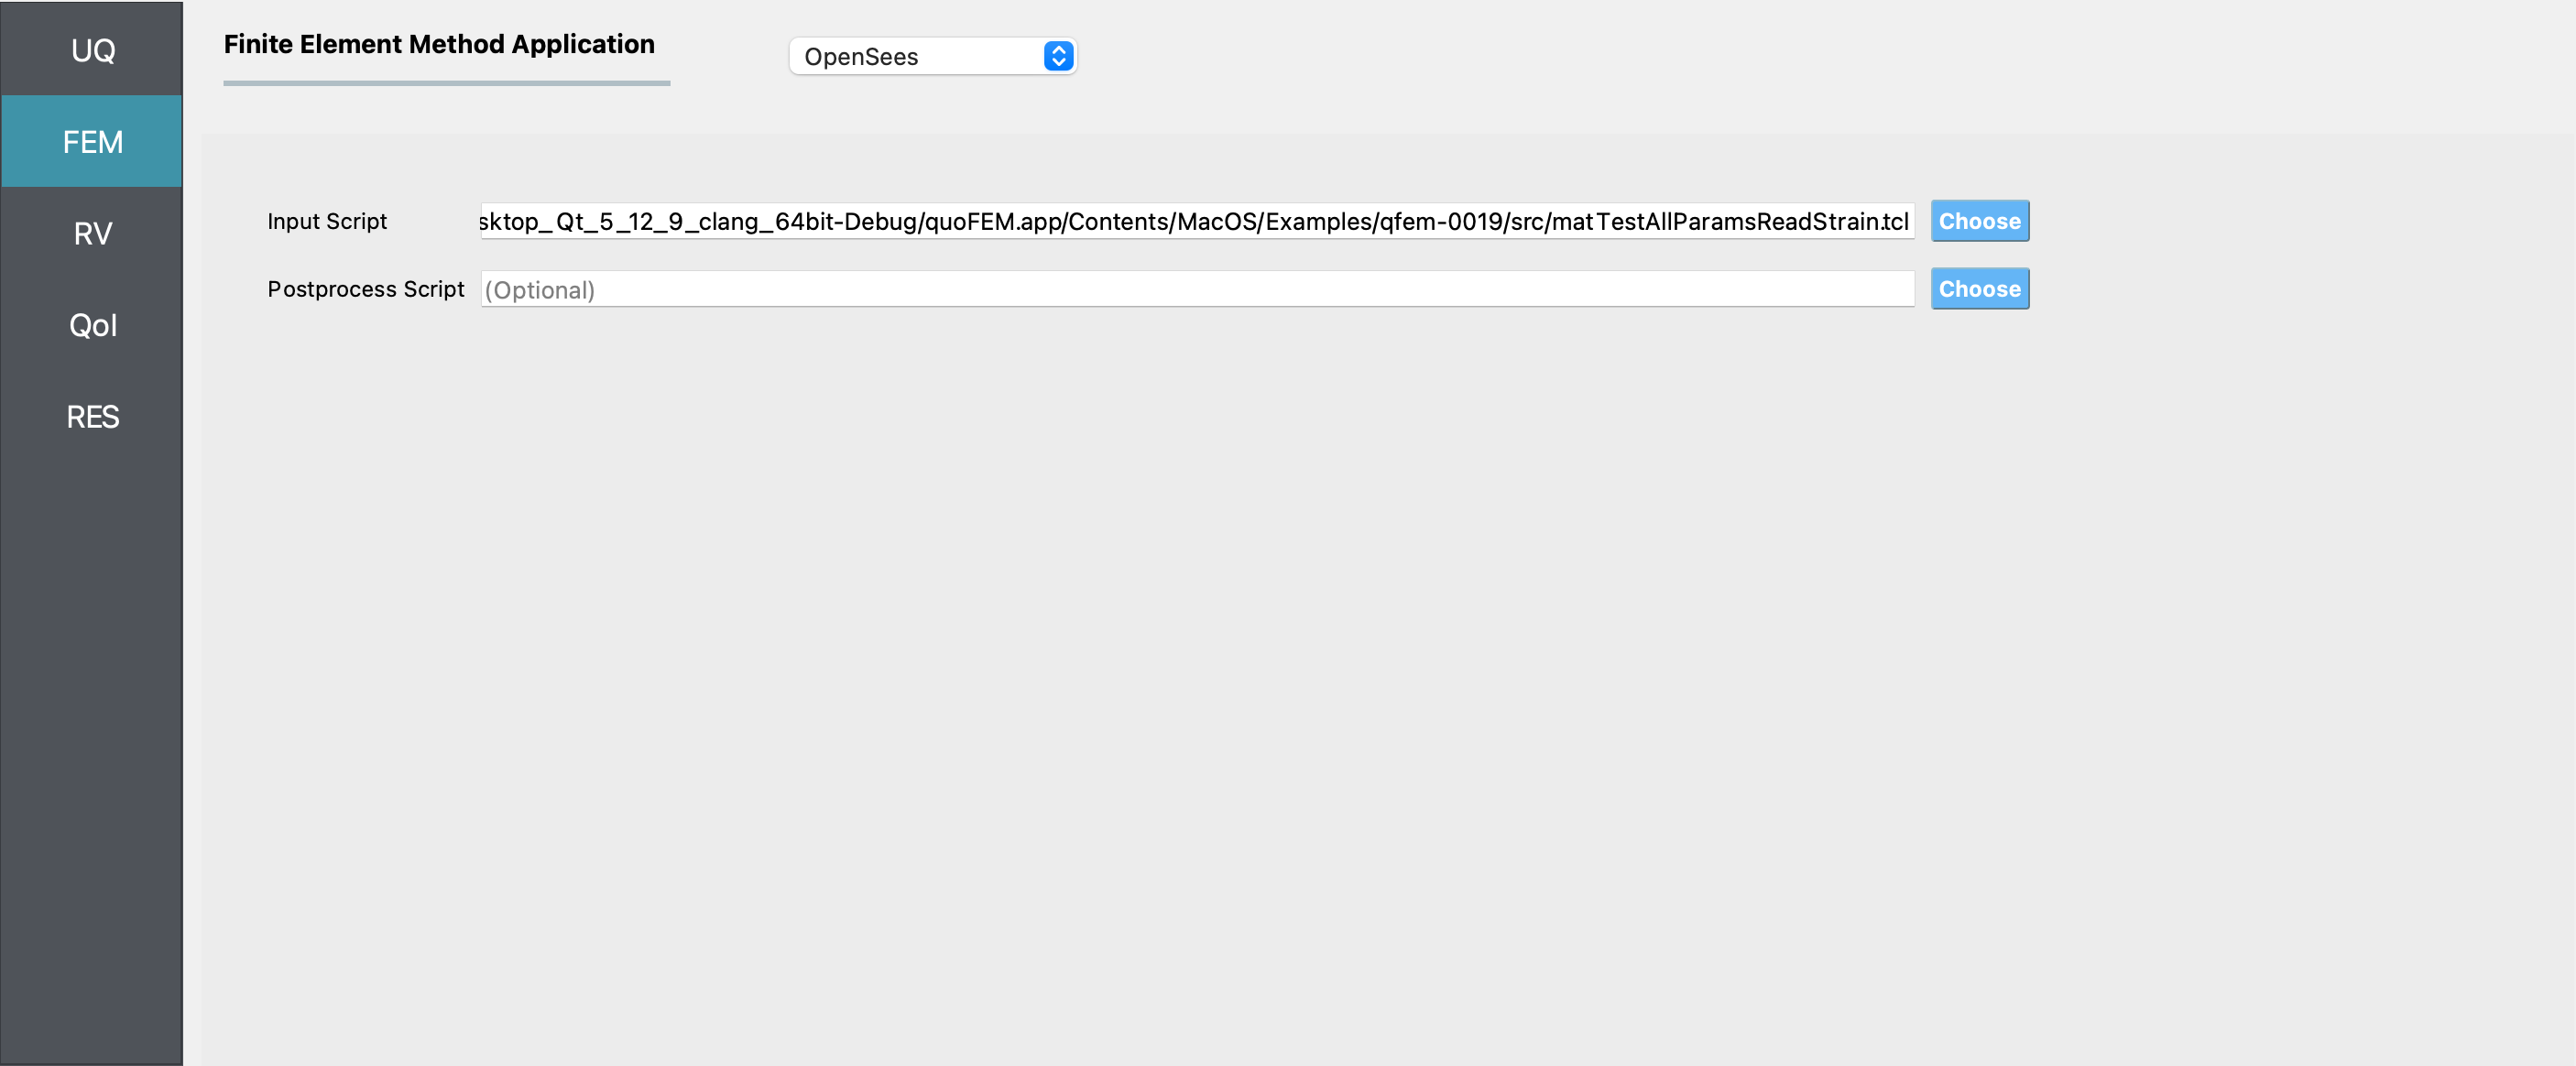 UQ
FEM
RV
QoI
RES
Finite Element Method Application
OpenSees
Input Script
sktop_Qt_5_12_9_clang_64bit-Debug/quoFEM.app/Contents/MacOS/Examples/qfem-0019/src/matTestAllParamsReadStrain.tcl
Choose
Postprocess Script
(Optional)
Choose